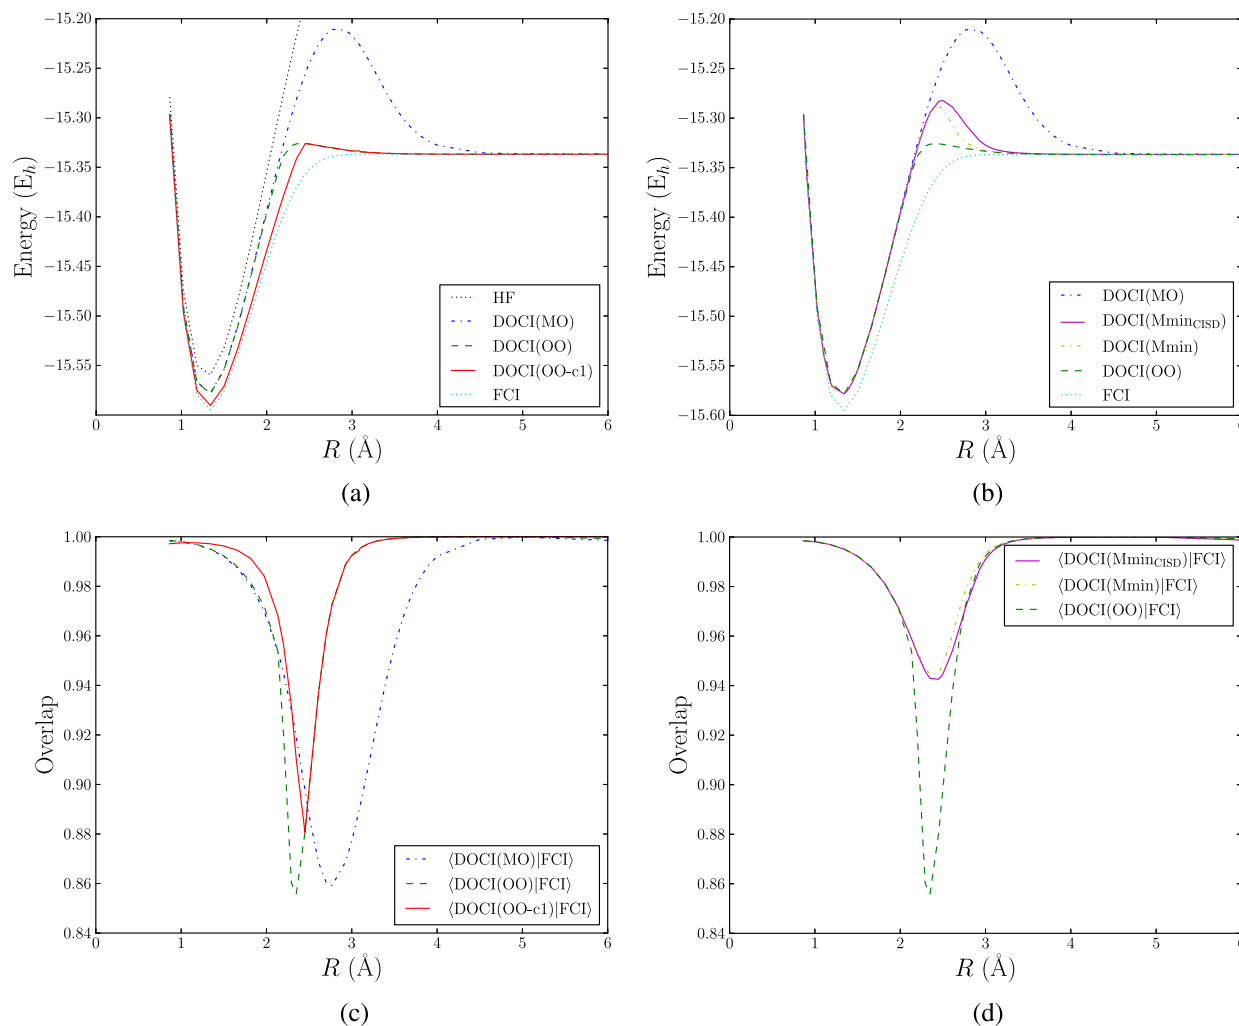 −15.20
−15.25
−15.30
−15.35
−15.40
−15.45
−15.50
−15.55
Energy (E_h)
0 1 2 3 4 5 6
R (Å)
HF
DOCI(MO)
DOCI(OO)
DOCI(OO-c1)
FCI
(a)
−15.20
−15.25
−15.30
−15.35
−15.40
−15.45
−15.50
−15.55
−15.60
Energy (E_h)
0 1 2 3 4 5 6
R (Å)
DOCI(MO)
DOCI(Mmin_CISD)
DOCI(Mmin)
DOCI(OO)
FCI
(b)
1.00
0.98
0.96
0.94
0.92
0.90
0.88
0.86
0.84
Overlap
0 1 2 3 4 5 6
R (Å)
⟨DOCI(MO)|FCI⟩
⟨DOCI(OO)|FCI⟩
⟨DOCI(OO-c1)|FCI⟩
(c)
1.00
0.98
0.96
0.94
0.92
0.90
0.88
0.86
0.84
Overlap
0 1 2 3 4 5 6
R (Å)
⟨DOCI(Mmin_CISD)|FCI⟩
⟨DOCI(Mmin)|FCI⟩
⟨DOCI(OO)|FCI⟩
(d)